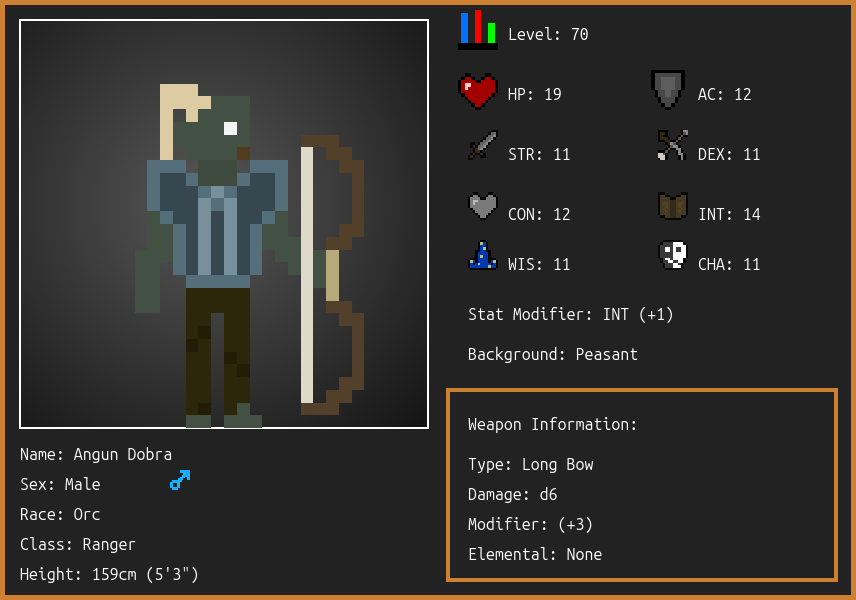 Level: 70
HP: 19
AC: 12
STR: 11
DEX: 11
CON: 12
INT: 14
WIS: 11
CHA: 11
Stat Modifier: INT (+1)
Background: Peasant
Weapon Information:
Type: Long Bow
Damage: d6
Modifier: (+3)
Elemental: None
Name: Angun Dobra
Sex: Male
Race: Orc
Class: Ranger
Height: 159cm (5'3")